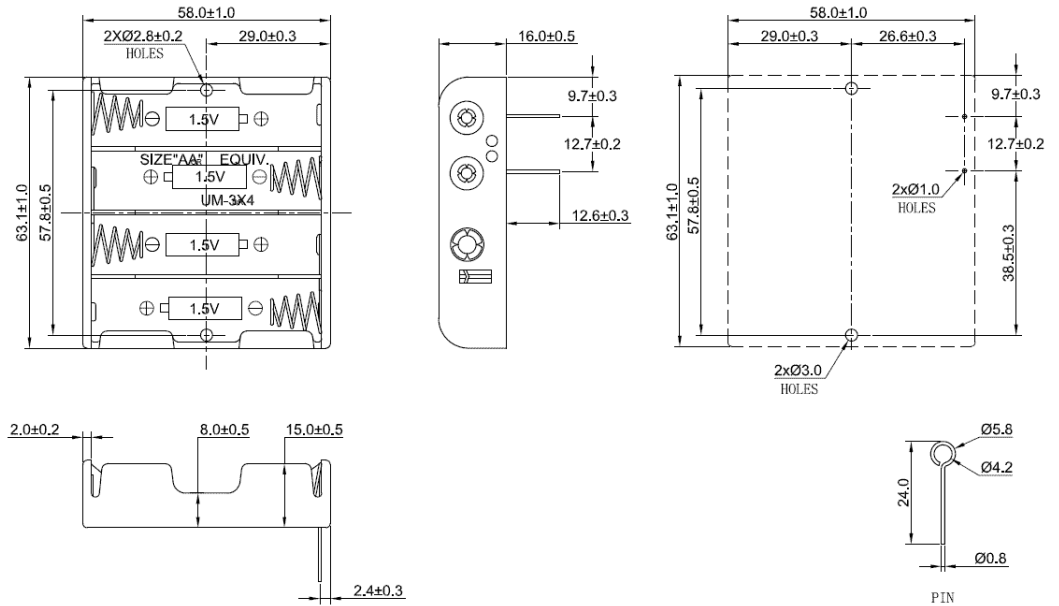 58.0±1.0
2XØ2.8±0.2
HOLES
29.0±0.3
63.1±1.0
57.8±0.5
1.5V
SIZE"AA" EQUIV.
1.5V
UM-3X4
1.5V
1.5V
16.0±0.5
9.7±0.3
12.7±0.2
12.6±0.3
58.0±1.0
29.0±0.3
26.6±0.3
9.7±0.3
12.7±0.2
2xØ1.0
HOLES
63.1±1.0
57.8±0.5
38.5±0.3
2xØ3.0
HOLES
2.0±0.2
8.0±0.5
15.0±0.5
2.4±0.3
Ø5.8
Ø4.2
24.0
Ø0.8
PIN